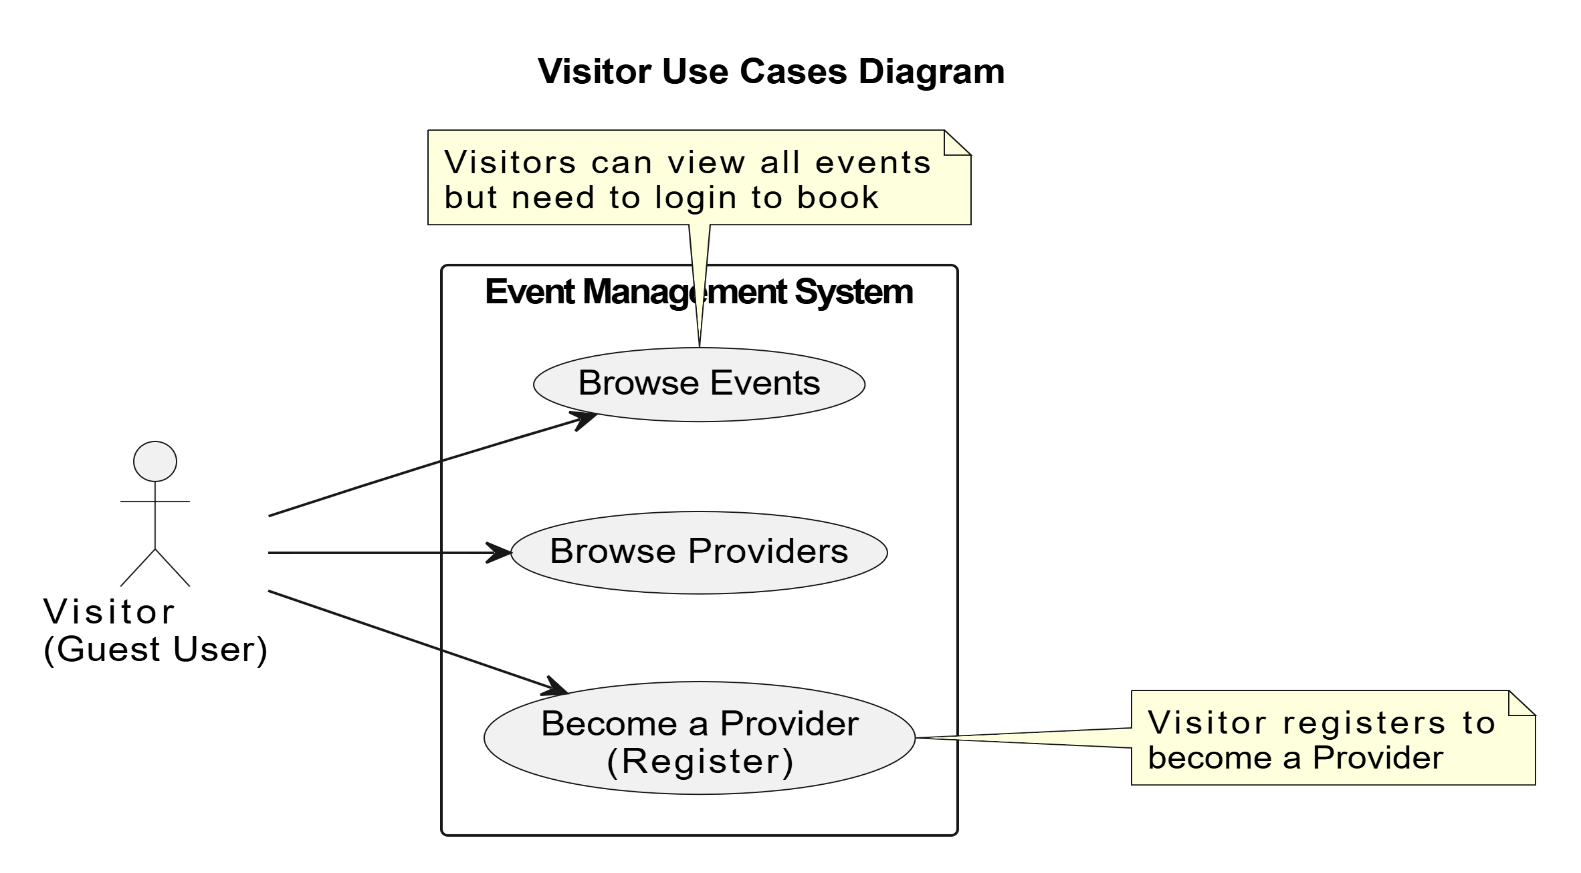 Visitor Use Cases Diagram
Visitors can view all events
but need to login to book
Event Management System
Browse Events
Browse Providers
Visitor
(Guest User)
Become a Provider
(Register)
Visitor registers to
become a Provider